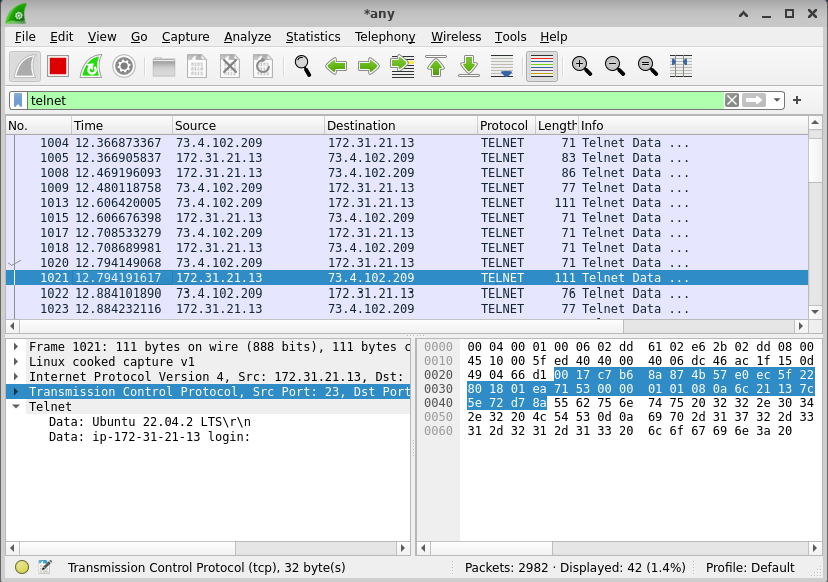 *any
File Edit View Go Capture Analyze Statistics Telephony Wireless Tools Help
telnet
No. Time Source Destination Protocol Length Info
1004 12.366873367 73.4.102.209 172.31.21.13 TELNET 71 Telnet Data ...
1005 12.366905837 172.31.21.13 73.4.102.209 TELNET 83 Telnet Data ...
1008 12.469196093 73.4.102.209 172.31.21.13 TELNET 86 Telnet Data ...
1009 12.480118758 172.31.21.13 73.4.102.209 TELNET 77 Telnet Data ...
1013 12.606420005 73.4.102.209 172.31.21.13 TELNET 111 Telnet Data ...
1015 12.606676398 172.31.21.13 73.4.102.209 TELNET 71 Telnet Data ...
1017 12.708533279 73.4.102.209 172.31.21.13 TELNET 71 Telnet Data ...
1018 12.708689981 172.31.21.13 73.4.102.209 TELNET 71 Telnet Data ...
1020 12.794149068 73.4.102.209 172.31.21.13 TELNET 71 Telnet Data ...
1021 12.794191617 172.31.21.13 73.4.102.209 TELNET 111 Telnet Data ...
1022 12.884101890 73.4.102.209 172.31.21.13 TELNET 76 Telnet Data ...
1023 12.884232116 172.31.21.13 73.4.102.209 TELNET 77 Telnet Data ...
Frame 1021: 111 bytes on wire (888 bits), 111 bytes c
Linux cooked capture v1
Internet Protocol Version 4, Src: 172.31.21.13, Dst:
Transmission Control Protocol, Src Port: 23, Dst Port
Telnet
Data: Ubuntu 22.04.2 LTS\r\n
Data: ip-172-31-21-13 login:
0000 00 04 00 01 00 06 02 dd 61 02 e6 2b 02 dd 08 00
0010 45 10 00 5f ed 40 40 00 40 06 dc 46 ac 1f 15 0d
0020 49 04 66 d1 00 17 c7 b6 8a 87 4b 57 e0 ec 5f 22
0030 80 18 01 ea 71 53 00 00 01 01 08 0a 6c 21 13 7c
0040 5e 72 d7 8a 55 62 75 6e 74 75 20 32 32 2e 30 34
0050 2e 32 20 4c 54 53 0d 0a 69 70 2d 31 37 32 2d 33
0060 31 2d 32 31 2d 31 33 20 6c 6f 67 69 6e 3a 20
Transmission Control Protocol (tcp), 32 byte(s) Packets: 2982 · Displayed: 42 (1.4%) Profile: Default